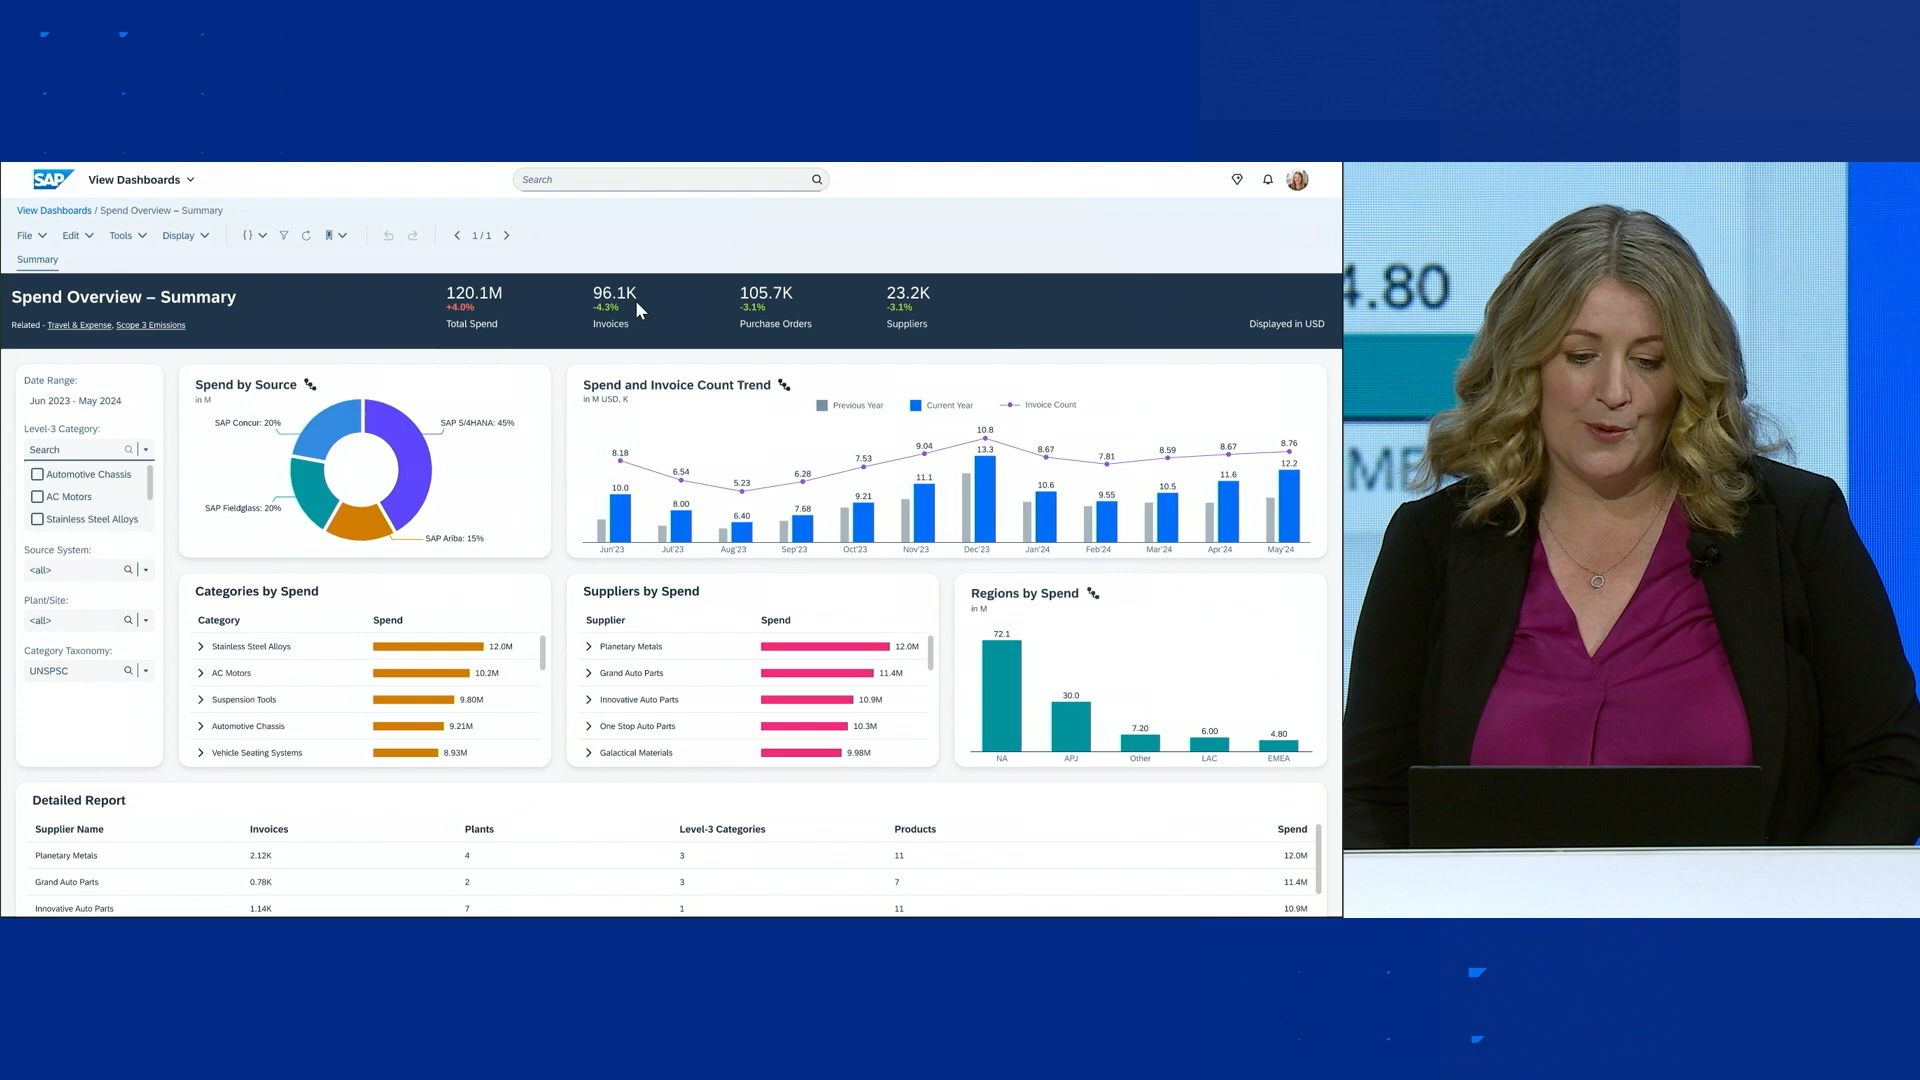 SAP View Dashboards
Search
View Dashboards / Spend Overview – Summary
File Edit Tools Display { } 1 / 1
Summary
Spend Overview – Summary
Related - Travel & Expense, Scope 3 Emissions
120.1M
+4.0%
Total Spend
96.1K
-4.3%
Invoices
105.7K
-3.1%
Purchase Orders
23.2K
-3.1%
Suppliers
Displayed in USD
Date Range:
Jun 2023 - May 2024
Level-3 Category:
Search
Automotive Chassis
AC Motors
Stainless Steel Alloys
Source System:
<all>
Plant/Site:
<all>
Category Taxonomy:
UNSPSC
Spend by Source
in M
SAP Concur: 20%
SAP S/4HANA: 45%
SAP Fieldglass: 20%
SAP Ariba: 15%
Spend and Invoice Count Trend
in M USD, K
Previous Year Current Year Invoice Count
8.18 6.54 5.23 6.28 7.53 9.04 10.8 8.67 7.81 8.59 8.67 8.76
10.0 8.00 6.40 7.68 9.21 11.1 13.3 10.6 9.55 10.5 11.6 12.2
Jun'23 Jul'23 Aug'23 Sep'23 Oct'23 Nov'23 Dec'23 Jan'24 Feb'24 Mar'24 Apr'24 May'24
Categories by Spend
Category Spend
Stainless Steel Alloys 12.0M
AC Motors 10.2M
Suspension Tools 9.80M
Automotive Chassis 9.21M
Vehicle Seating Systems 8.93M
Suppliers by Spend
Supplier Spend
Planetary Metals 12.0M
Grand Auto Parts 11.4M
Innovative Auto Parts 10.9M
One Stop Auto Parts 10.3M
Galactical Materials 9.98M
Regions by Spend
in M
72.1 30.0 7.20 6.00 4.80
NA APJ Other LAC EMEA
Detailed Report
Supplier Name Invoices Plants Level-3 Categories Products Spend
Planetary Metals 2.12K 4 3 11 12.0M
Grand Auto Parts 0.78K 2 3 7 11.4M
Innovative Auto Parts 1.14K 7 1 11 10.9M
4.80